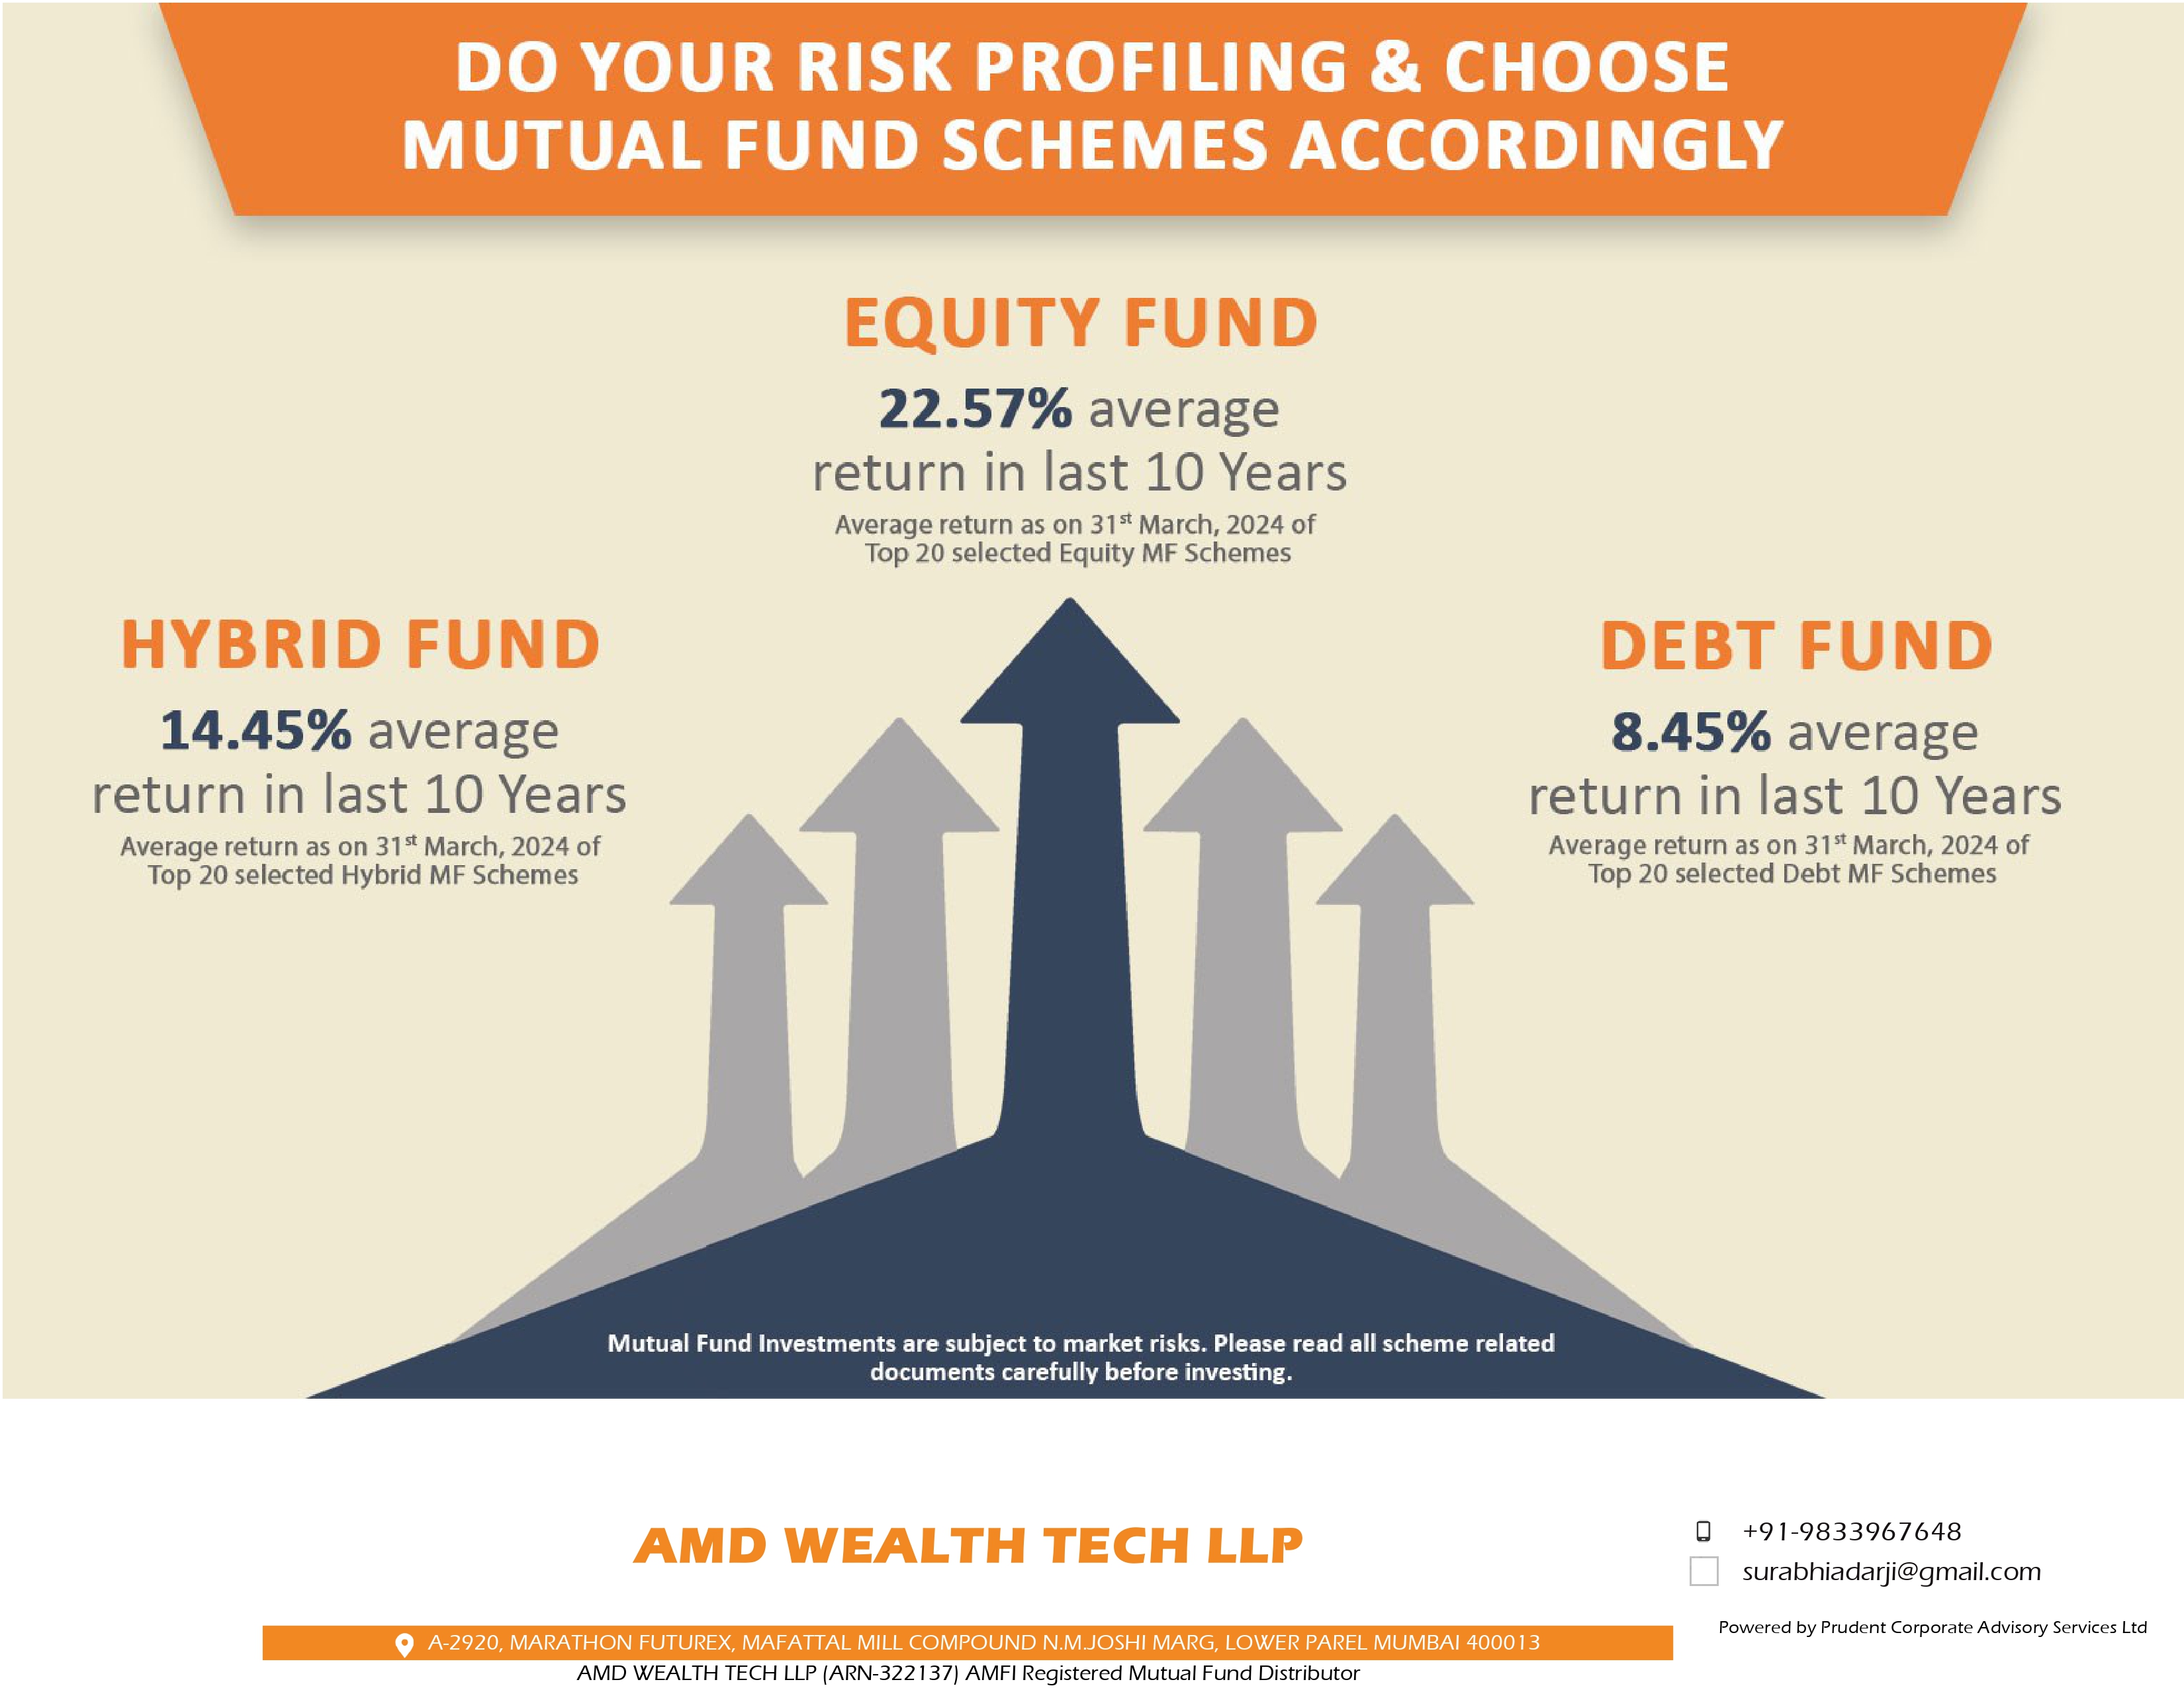 DO YOUR RISK PROFILING & CHOOSE
MUTUAL FUND SCHEMES ACCORDINGLY
EQUITY FUND
22.57% average
return in last 10 Years
Average return as on 31st March, 2024 of
Top 20 selected Equity MF Schemes
HYBRID FUND
14.45% average
return in last 10 Years
Average return as on 31st March, 2024 of
Top 20 selected Hybrid MF Schemes
DEBT FUND
8.45% average
return in last 10 Years
Average return as on 31st March, 2024 of
Top 20 selected Debt MF Schemes
Mutual Fund Investments are subject to market risks. Please read all scheme related
documents carefully before investing.
AMD WEALTH TECH LLP
+91-9833967648
surabhiadarji@gmail.com
Powered by Prudent Corporate Advisory Services Ltd
A-2920, MARATHON FUTUREX, MAFATTAL MILL COMPOUND N.M.JOSHI MARG, LOWER PAREL MUMBAI 400013
AMD WEALTH TECH LLP (ARN-322137) AMFI Registered Mutual Fund Distributor